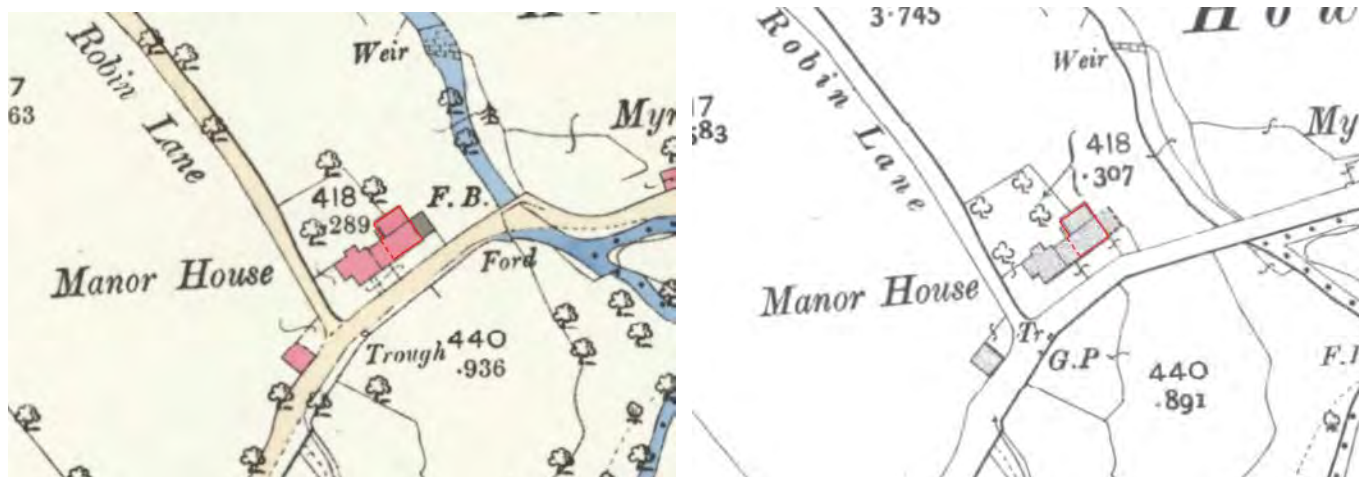 Robin Lane
Weir
7
63
Myr
418
289
F. B.
Ford
Manor House
Trough
440
.936
3.745
How
Robin Lane
Weir
17
583
My
418
.307
Manor House
Tr.
G.P
440
.891